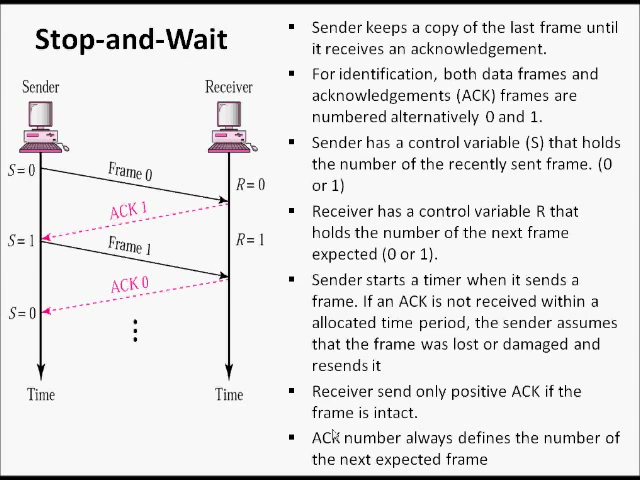 Stop-and-Wait
Sender
Receiver
S = 0
Frame 0
R = 0
ACK 1
S = 1
Frame 1
R = 1
ACK 0
S = 0
Time
Time
▪ Sender keeps a copy of the last frame until
it receives an acknowledgement.
▪ For identification, both data frames and
acknowledgements (ACK) frames are
numbered alternatively 0 and 1.
▪ Sender has a control variable (S) that holds
the number of the recently sent frame. (0
or 1)
▪ Receiver has a control variable R that
holds the number of the next frame
expected (0 or 1).
▪ Sender starts a timer when it sends a
frame. If an ACK is not received within a
allocated time period, the sender assumes
that the frame was lost or damaged and
resends it
▪ Receiver send only positive ACK if the
frame is intact.
▪ ACK number always defines the number of
the next expected frame